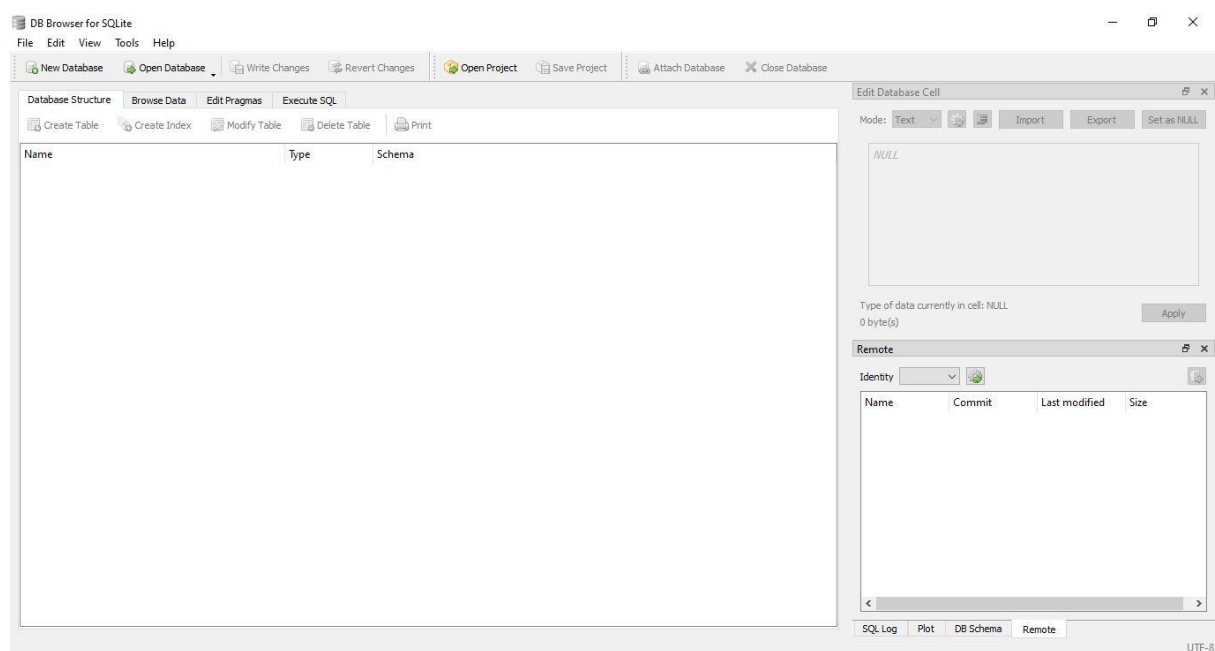 DB Browser for SQLite
File Edit View Tools Help
New Database Open Database Write Changes Revert Changes Open Project Save Project Attach Database Close Database
Database Structure Browse Data Edit Pragmas Execute SQL
Create Table Create Index Modify Table Delete Table Print
Name Type Schema
Edit Database Cell
Mode: Text Import Export Set as NULL
NULL
Type of data currently in cell: NULL
0 byte(s)
Apply
Remote
Identity
Name Commit Last modified Size
SQL Log Plot DB Schema Remote
UTF-8